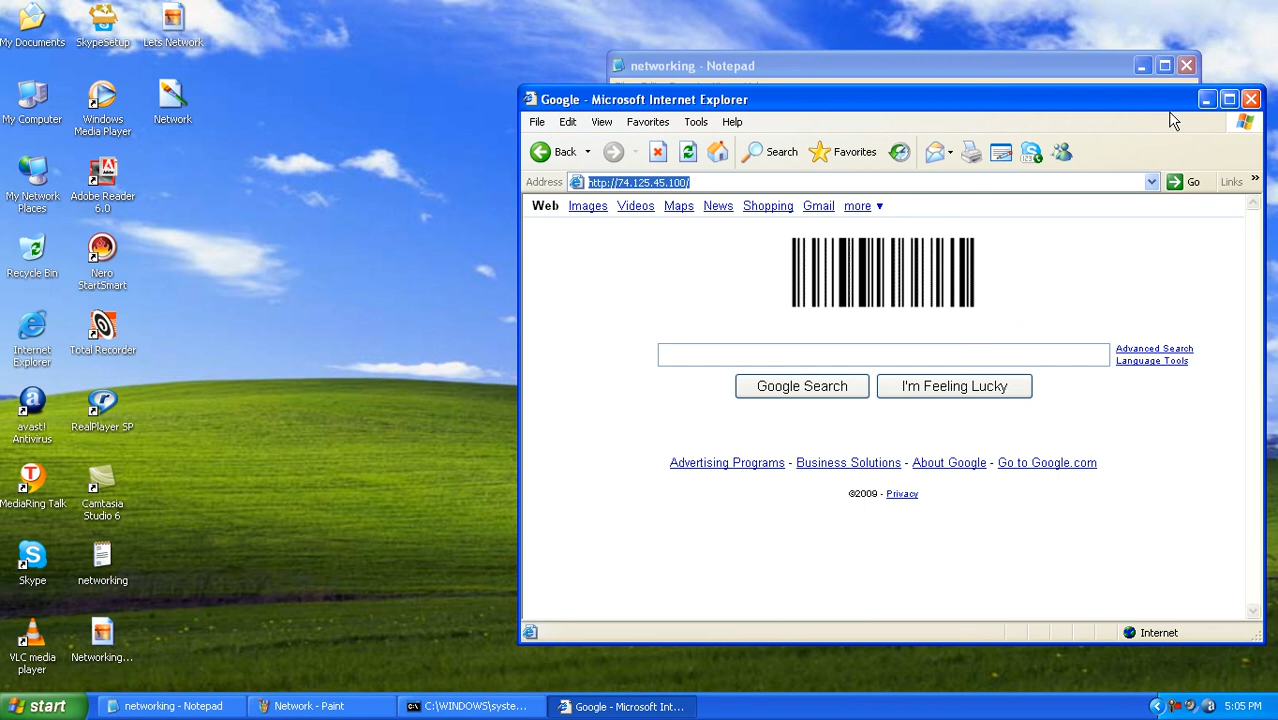 My Documents
SkypeSetup
Lets Network
My Computer
Windows
Media Player
Network
My Network
Places
Adobe Reader
6.0
Recycle Bin
Nero
StartSmart
Internet
Explorer
Total Recorder
avast!
Antivirus
RealPlayer SP
MediaRing Talk
Camtasia
Studio 6
Skype
networking
VLC media
player
Networking...
networking - Notepad
Google - Microsoft Internet Explorer
File Edit View Favorites Tools Help
Back Search Favorites
Address http://74.125.45.100/ Go Links »
Web Images Videos Maps News Shopping Gmail more ▼
Advanced Search
Language Tools
Google Search I'm Feeling Lucky
Advertising Programs - Business Solutions - About Google - Go to Google.com
©2009 - Privacy
Internet
start networking - Notepad Network - Paint C:\WINDOWS\syste... Google - Microsoft Int... 5:05 PM